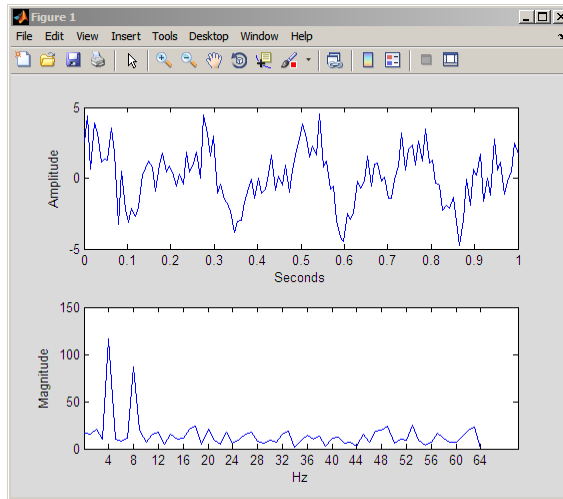 Figure 1
File Edit View Insert Tools Desktop Window Help
5
0
-5
Amplitude
0 0.1 0.2 0.3 0.4 0.5 0.6 0.7 0.8 0.9 1
Seconds
150
100
50
0
Magnitude
4 8 12 16 20 24 28 32 36 40 44 48 52 56 60 64
Hz